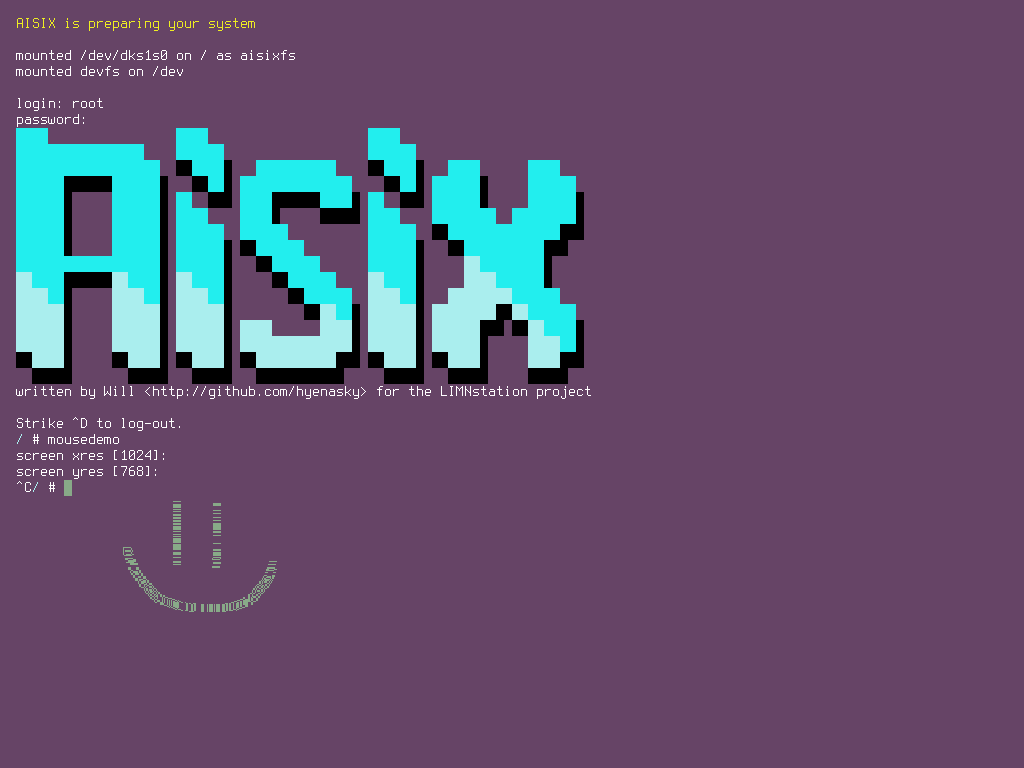 AISIX is preparing your system
mounted /dev/dks1s0 on / as aisixfs
mounted devfs on /dev
login: root
password:
Aisix
written by Will <http://github.com/hyenasky> for the LIMNstation project
Strike ^D to log-out.
/ # mousedemo
screen xres [1024]:
screen yres [768]:
^C/ #